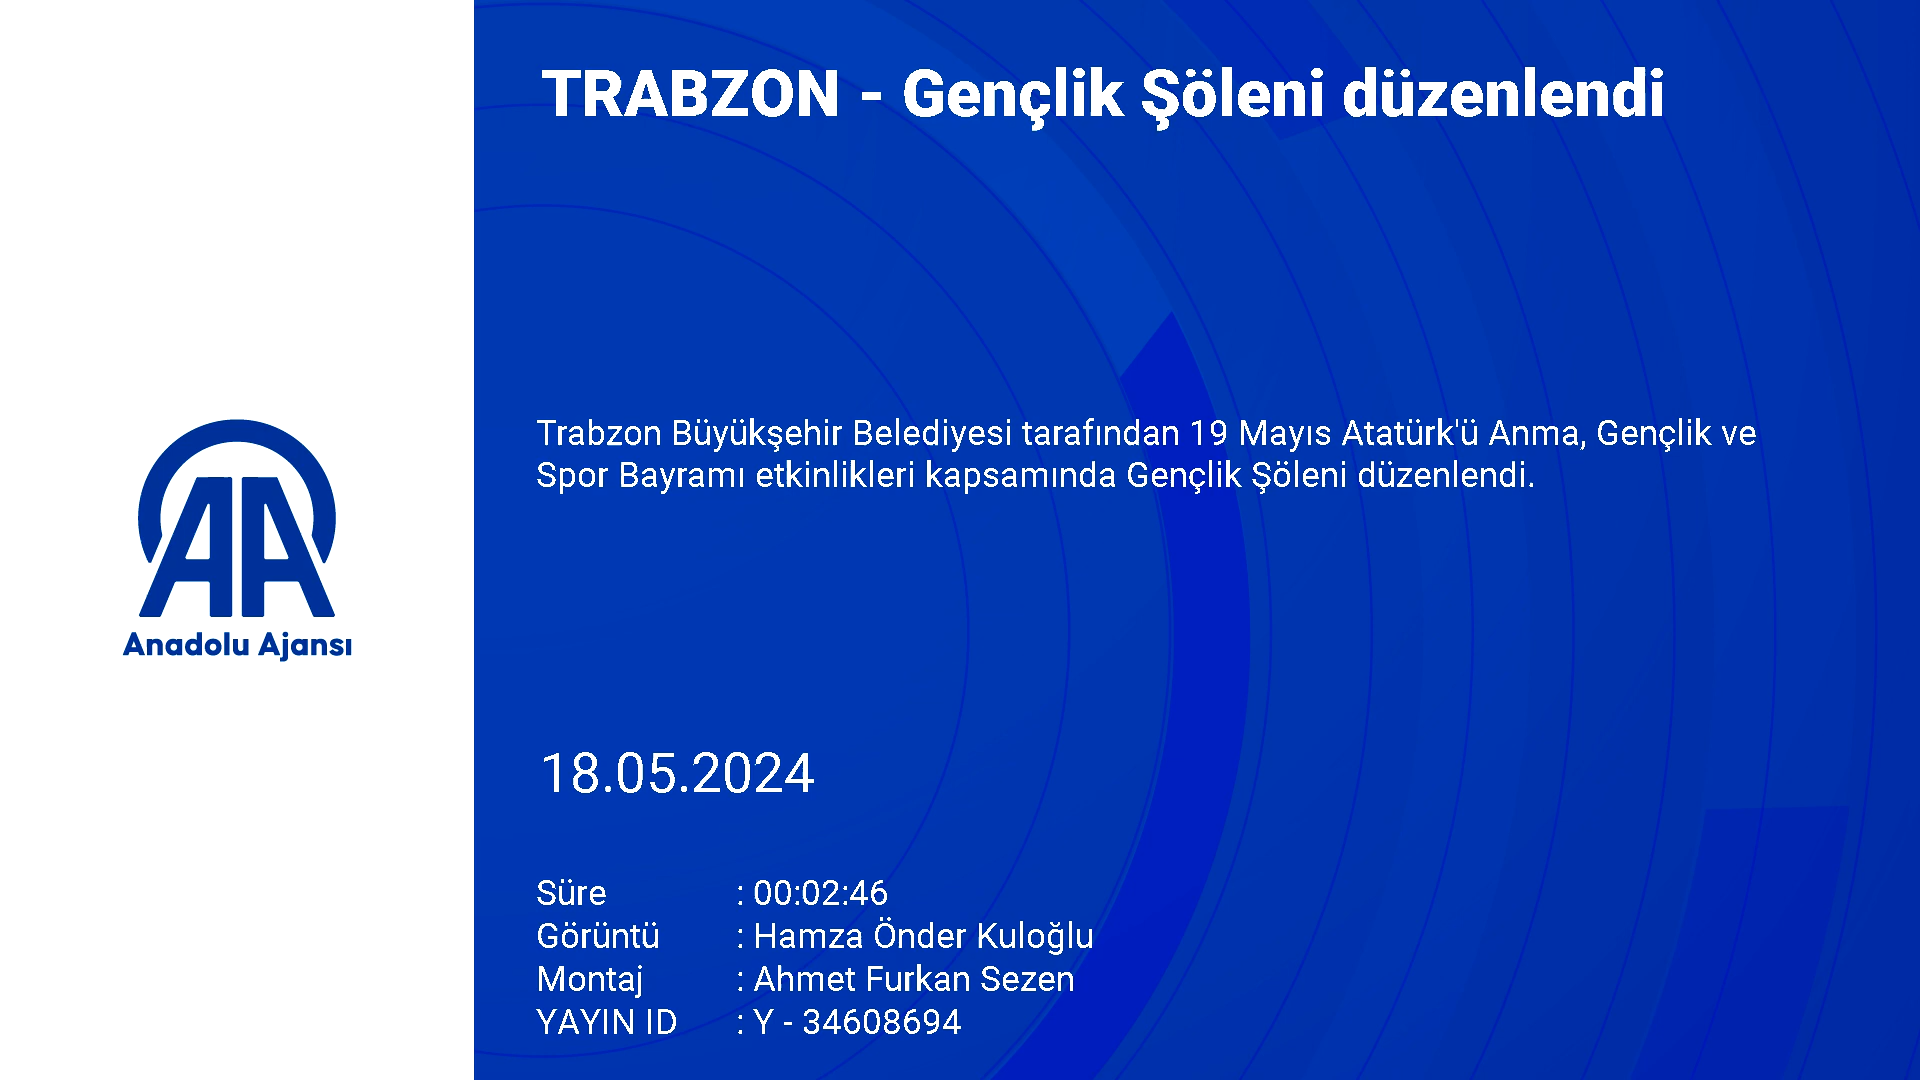 TRABZON - Gençlik Şöleni düzenlendi
Trabzon Büyükşehir Belediyesi tarafından 19 Mayıs Atatürk'ü Anma, Gençlik ve
Spor Bayramı etkinlikleri kapsamında Gençlik Şöleni düzenlendi.
AA
Anadolu Ajansı
18.05.2024
Süre : 00:02:46
Görüntü : Hamza Önder Kuloğlu
Montaj : Ahmet Furkan Sezen
YAYIN ID : Y - 34608694